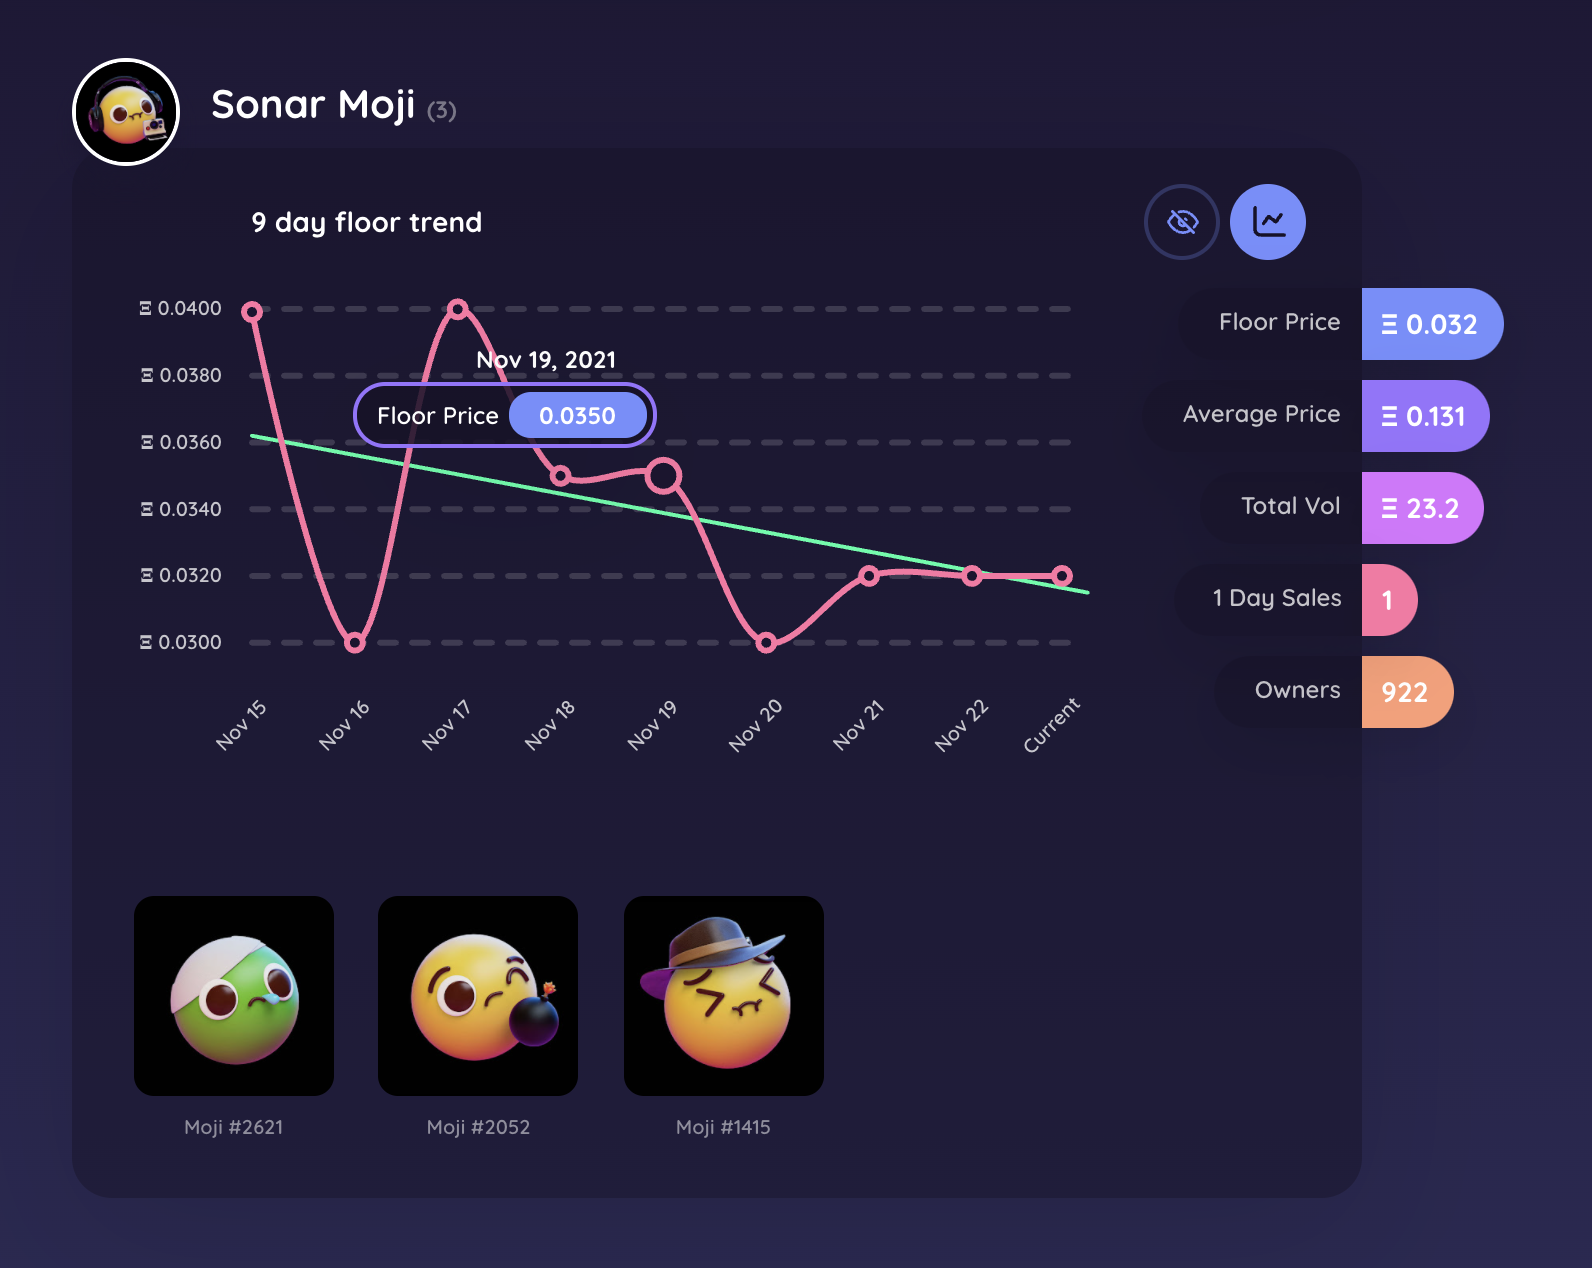 Sonar Moji (3)
9 day floor trend
Ξ 0.0400
Ξ 0.0380
Ξ 0.0360
Ξ 0.0340
Ξ 0.0320
Ξ 0.0300
Nov 19, 2021
Floor Price 0.0350
Nov 15
Nov 16
Nov 17
Nov 18
Nov 19
Nov 20
Nov 21
Nov 22
Current
Floor Price Ξ 0.032
Average Price Ξ 0.131
Total Vol Ξ 23.2
1 Day Sales 1
Owners 922
Moji #2621
Moji #2052
Moji #1415